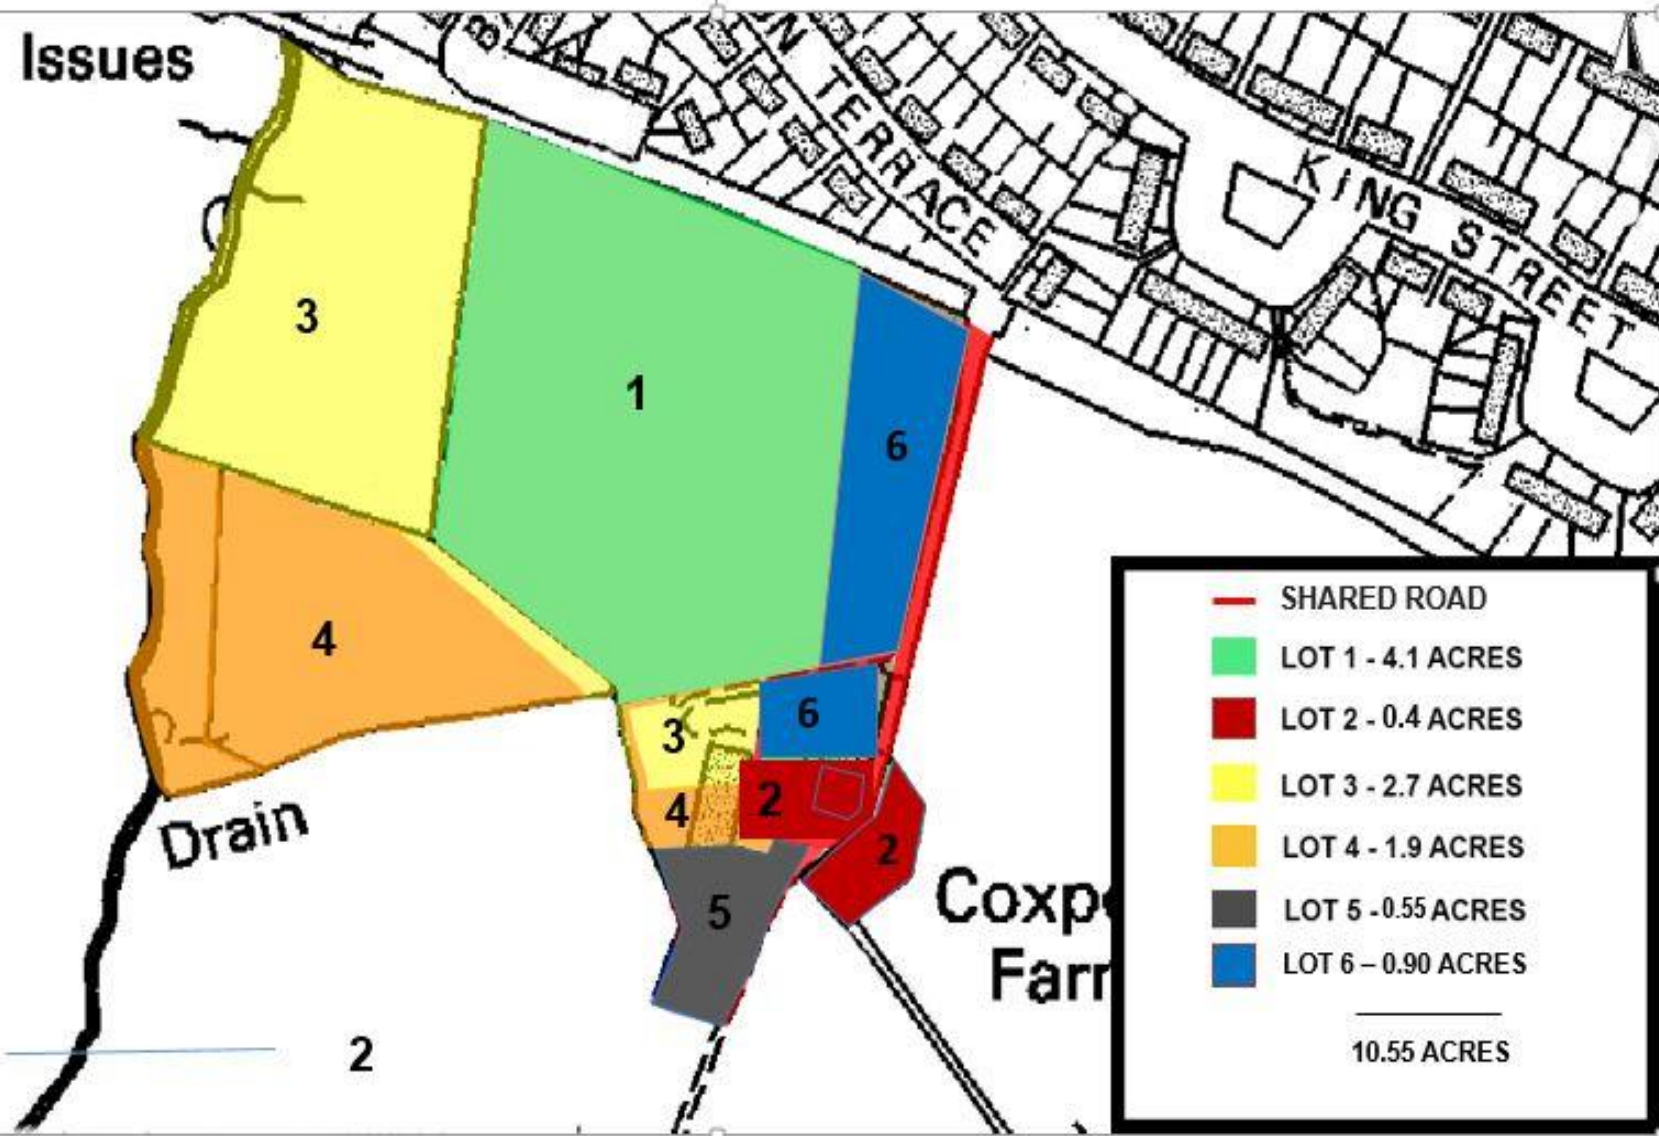 Issues
N TERRACE
KING STREET
3
1
6
4
6
3
2
4
2
5
2
Drain
Coxp
Farr
SHARED ROAD
LOT 1 - 4.1 ACRES
LOT 2 - 0.4 ACRES
LOT 3 - 2.7 ACRES
LOT 4 - 1.9 ACRES
LOT 5 - 0.55 ACRES
LOT 6 – 0.90 ACRES
10.55 ACRES